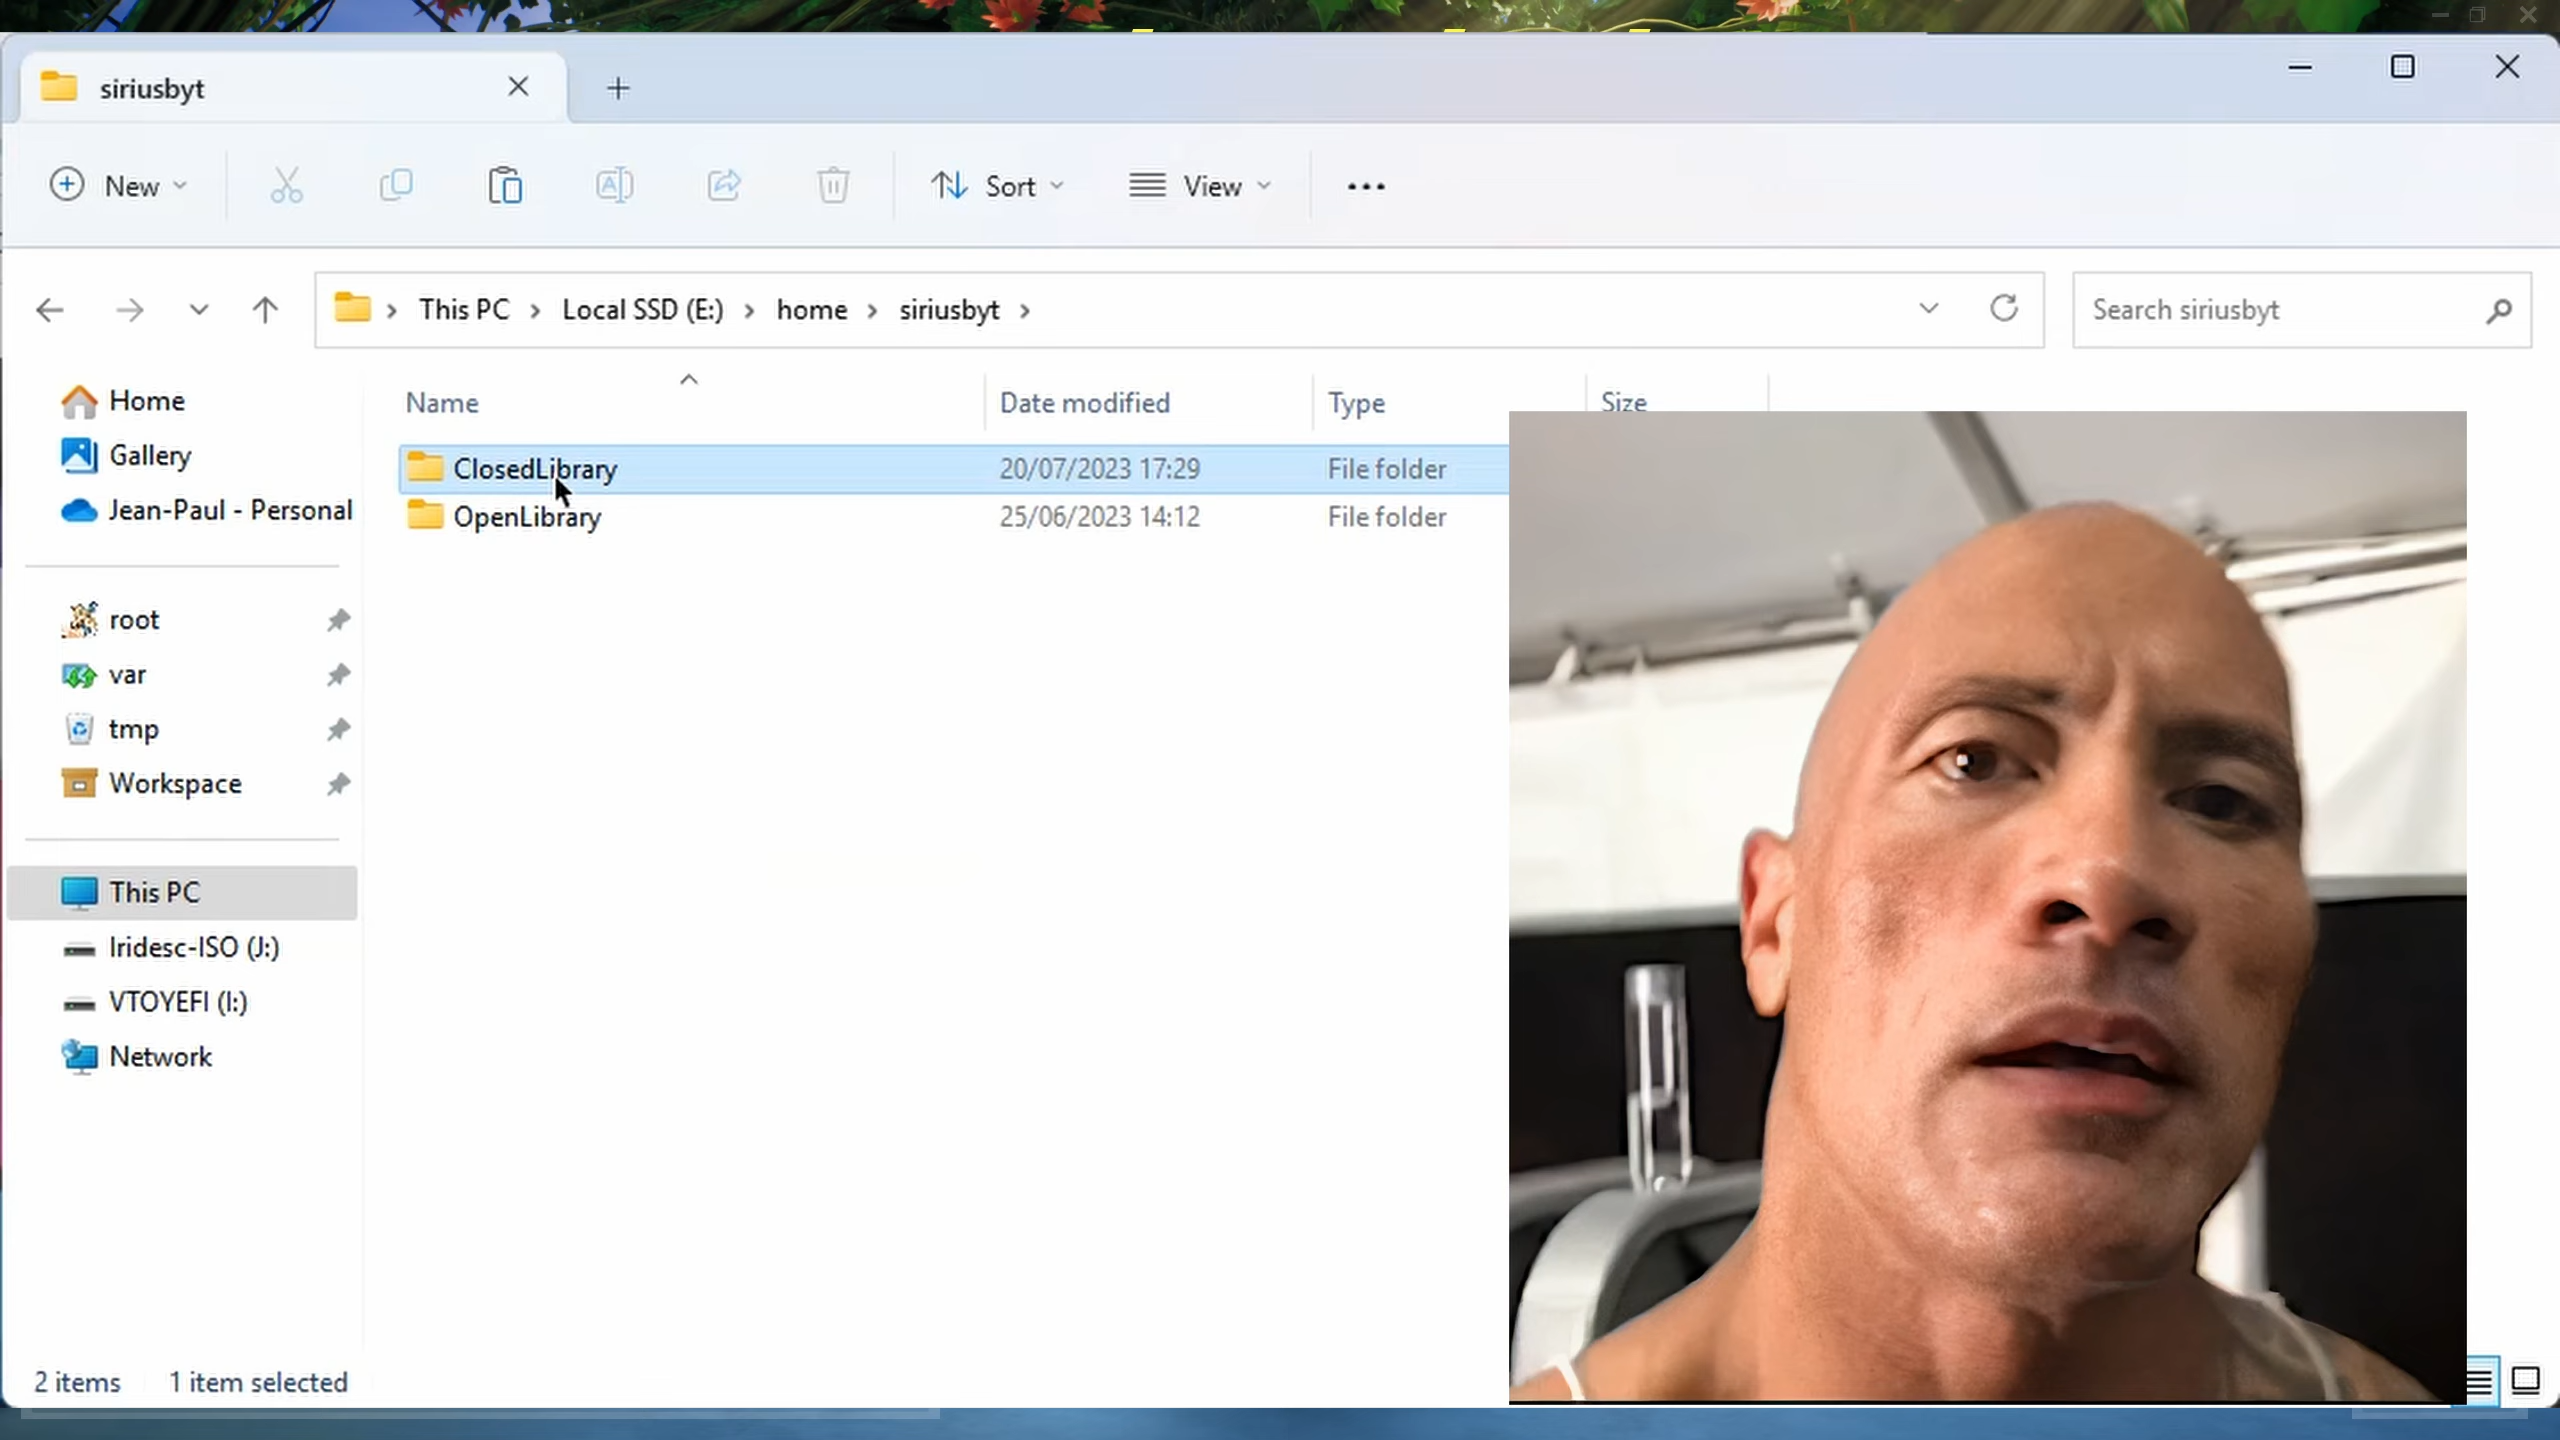 siriusbyt
New
Sort
View
This PC
Local SSD (E:)
home
siriusbyt
Search siriusbyt
Home
Gallery
Jean-Paul - Personal
root
var
tmp
Workspace
This PC
Iridesc-ISO (J:)
VTOYEFI (I:)
Network
Name Date modified Type Size
ClosedLibrary 20/07/2023 17:29 File folder
OpenLibrary 25/06/2023 14:12 File folder
2 items 1 item selected